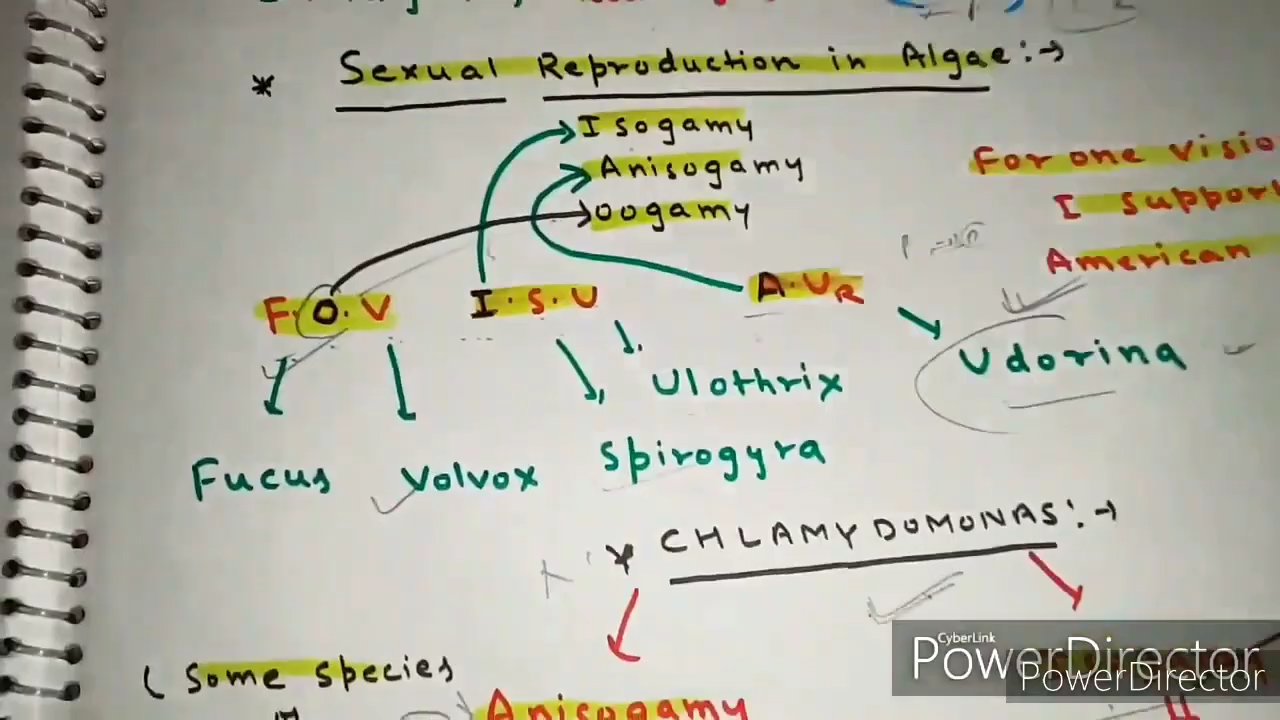 * Sexual Reproduction in Algae:→
Isogamy
Anisogamy
oogamy
For one visio
I support
American
F.O.V I.S.U A.UR
Udorina
Ulothrix
Fucus Volvox Spirogyra
* CHLAMYDOMONAS:→
(Some species
Anisogamy
CyberLink
PowerDirector
PowerDirector